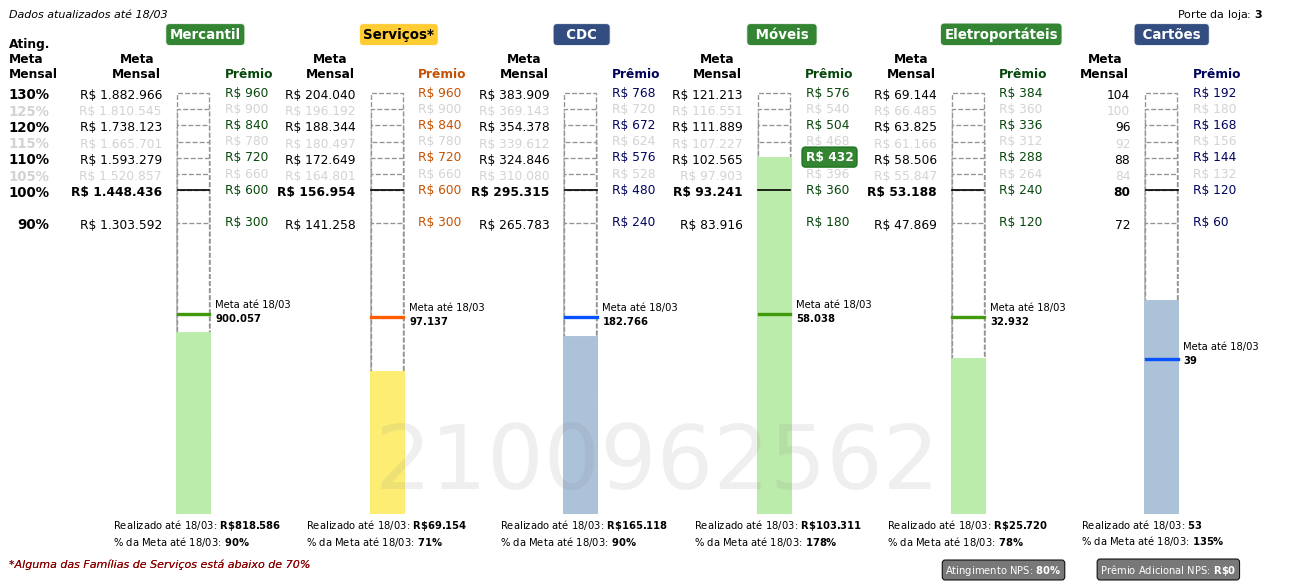 Dados atualizados até 18/03
Porte da loja: 3
Mercantil Serviços* CDC Móveis Eletroportáteis Cartões
Ating. Meta Mensal
Meta Mensal Prêmio Meta Mensal Prêmio Meta Mensal Prêmio Meta Mensal Prêmio Meta Mensal Prêmio Meta Mensal Prêmio
130% R$ 1.882.966 R$ 960 R$ 204.040 R$ 960 R$ 383.909 R$ 768 R$ 121.213 R$ 576 R$ 69.144 R$ 384 104 R$ 192
125% R$ 1.810.545 R$ 900 R$ 196.192 R$ 900 R$ 369.143 R$ 720 R$ 116.551 R$ 540 R$ 66.485 R$ 360 100 R$ 180
120% R$ 1.738.123 R$ 840 R$ 188.344 R$ 840 R$ 354.378 R$ 672 R$ 111.889 R$ 504 R$ 63.825 R$ 336 96 R$ 168
115% R$ 1.665.701 R$ 780 R$ 180.497 R$ 780 R$ 339.612 R$ 624 R$ 107.227 R$ 468 R$ 61.166 R$ 312 92 R$ 156
110% R$ 1.593.279 R$ 720 R$ 172.649 R$ 720 R$ 324.846 R$ 576 R$ 102.565 R$ 432 R$ 58.506 R$ 288 88 R$ 144
105% R$ 1.520.857 R$ 660 R$ 164.801 R$ 660 R$ 310.080 R$ 528 R$ 97.903 R$ 396 R$ 55.847 R$ 264 84 R$ 132
100% R$ 1.448.436 R$ 600 R$ 156.954 R$ 600 R$ 295.315 R$ 480 R$ 93.241 R$ 360 R$ 53.188 R$ 240 80 R$ 120
90% R$ 1.303.592 R$ 300 R$ 141.258 R$ 300 R$ 265.783 R$ 240 R$ 83.916 R$ 180 R$ 47.869 R$ 120 72 R$ 60
Meta até 18/03
900.057
Meta até 18/03
97.137
Meta até 18/03
182.766
Meta até 18/03
58.038
Meta até 18/03
32.932
Meta até 18/03
39
2100962562
Realizado até 18/03: R$818.586
% da Meta até 18/03: 90%
Realizado até 18/03: R$69.154
% da Meta até 18/03: 71%
Realizado até 18/03: R$165.118
% da Meta até 18/03: 90%
Realizado até 18/03: R$103.311
% da Meta até 18/03: 178%
Realizado até 18/03: R$25.720
% da Meta até 18/03: 78%
Realizado até 18/03: 53
% da Meta até 18/03: 135%
*Alguma das Famílias de Serviços está abaixo de 70%
Atingimento NPS: 80%
Prêmio Adicional NPS: R$0